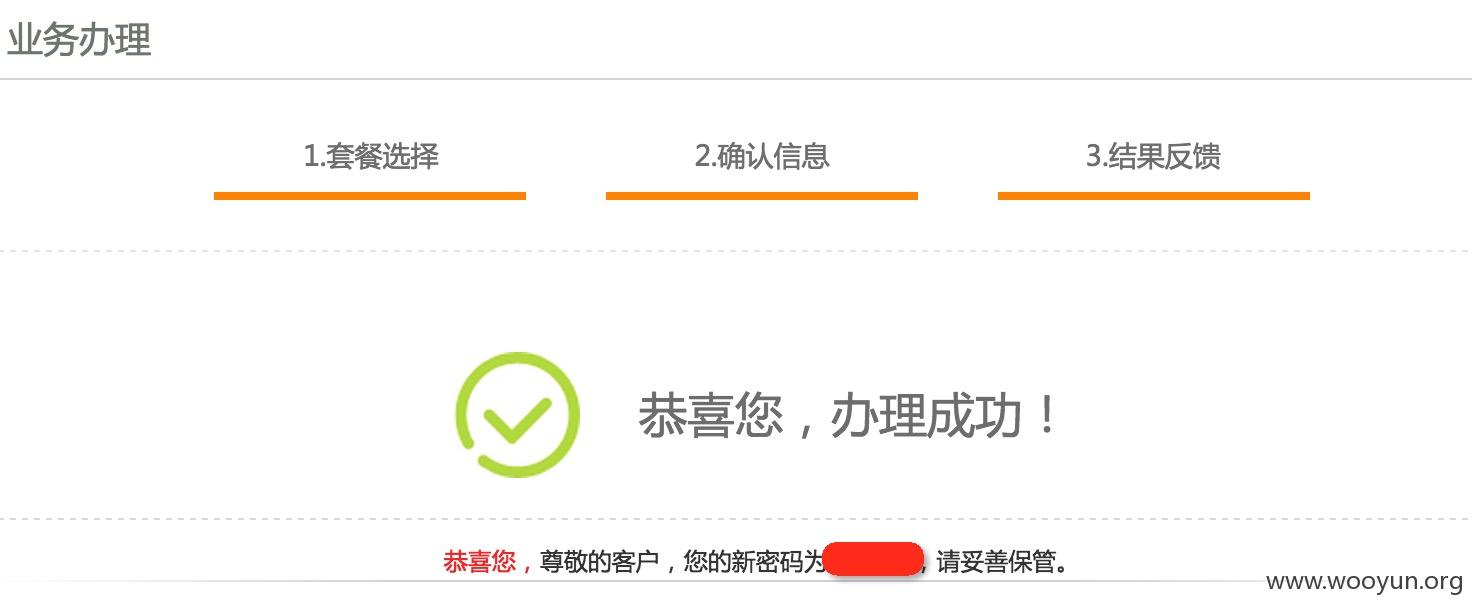 业务办理
1.套餐选择 2.确认信息 3.结果反馈
恭喜您，办理成功！
恭喜您，尊敬的客户，您的新密码为，请妥善保管。
www.wooyun.org